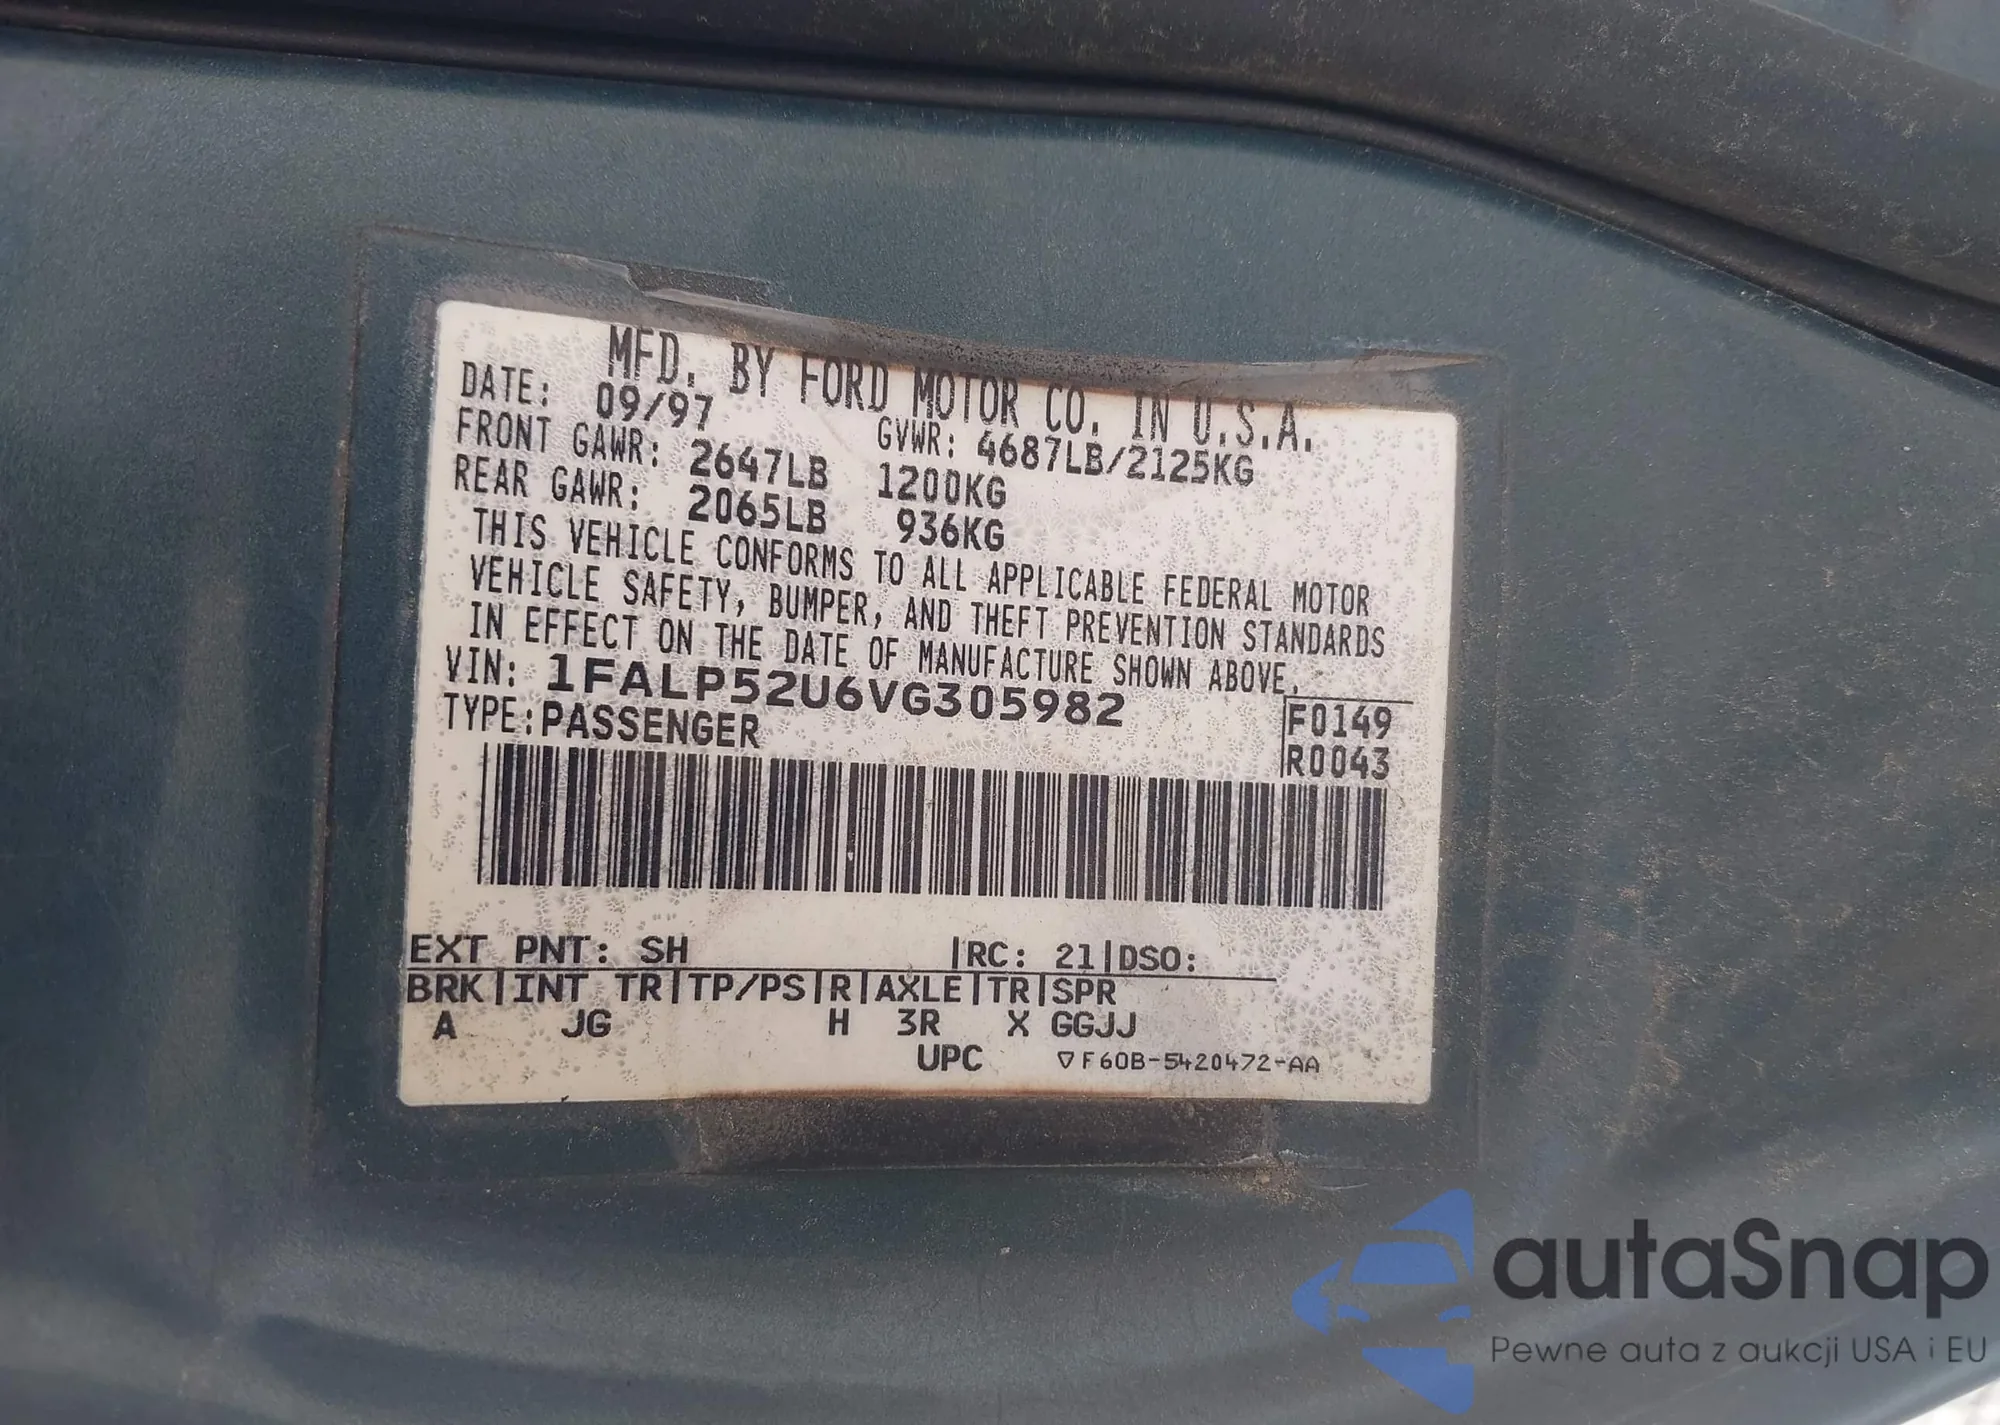 MFD. BY FORD MOTOR CO. IN U.S.A.
DATE: 09/97 GVWR: 4687LB/2125KG
FRONT GAWR: 2647LB 1200KG
REAR GAWR: 2065LB 936KG
THIS VEHICLE CONFORMS TO ALL APPLICABLE FEDERAL MOTOR
VEHICLE SAFETY, BUMPER, AND THEFT PREVENTION STANDARDS
IN EFFECT ON THE DATE OF MANUFACTURE SHOWN ABOVE.
VIN: 1FALP52U6VG305982
TYPE: PASSENGER
F0149
R0043
EXT PNT: SH |RC: 21|DSO:
BRK|INT TR|TP/PS|R|AXLE|TR|SPR
A JG H 3R X GGJJ
UPC ▽F60B-5420472-AA
autaSnap
Pewne auta z aukcji USA i EU